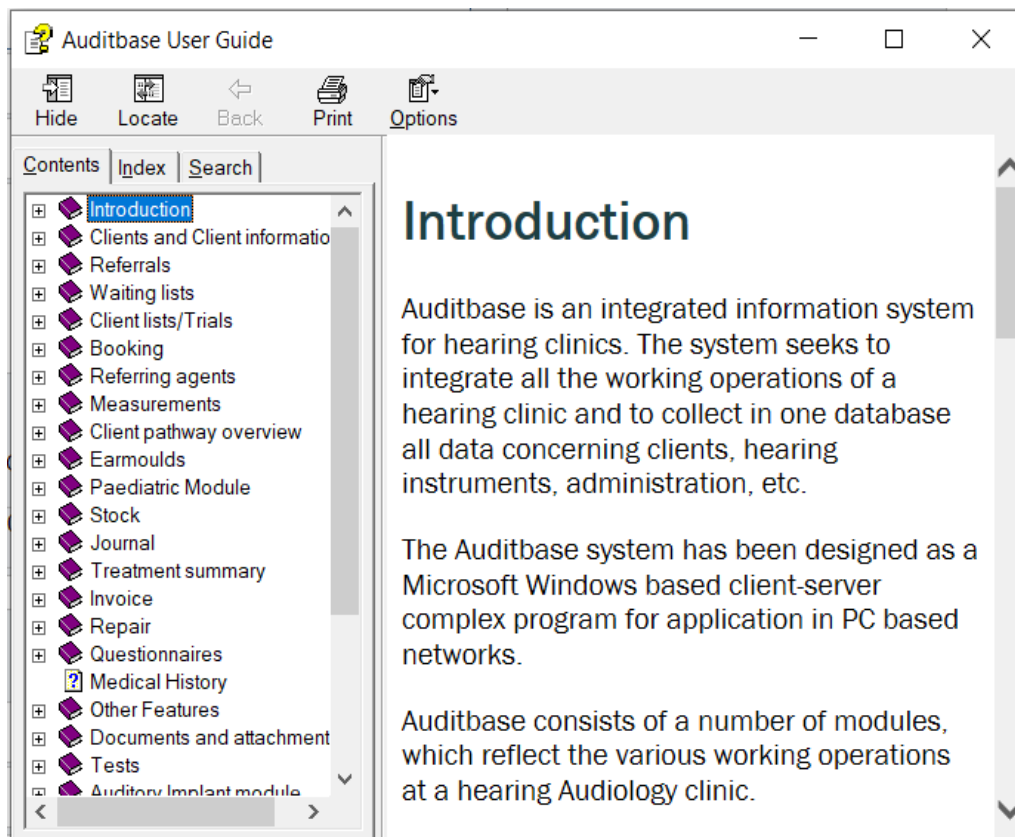 Auditbase User Guide
Hide Locate Back Print Options
Contents Index Search
Introduction
Clients and Client informatio
Referrals
Waiting lists
Client lists/Trials
Booking
Referring agents
Measurements
Client pathway overview
Earmoulds
Paediatric Module
Stock
Journal
Treatment summary
Invoice
Repair
Questionnaires
Medical History
Other Features
Documents and attachment
Tests
Auditory Implant module
Introduction
Auditbase is an integrated information system
for hearing clinics. The system seeks to
integrate all the working operations of a
hearing clinic and to collect in one database
all data concerning clients, hearing
instruments, administration, etc.
The Auditbase system has been designed as a
Microsoft Windows based client-server
complex program for application in PC based
networks.
Auditbase consists of a number of modules,
which reflect the various working operations
at a hearing Audiology clinic.